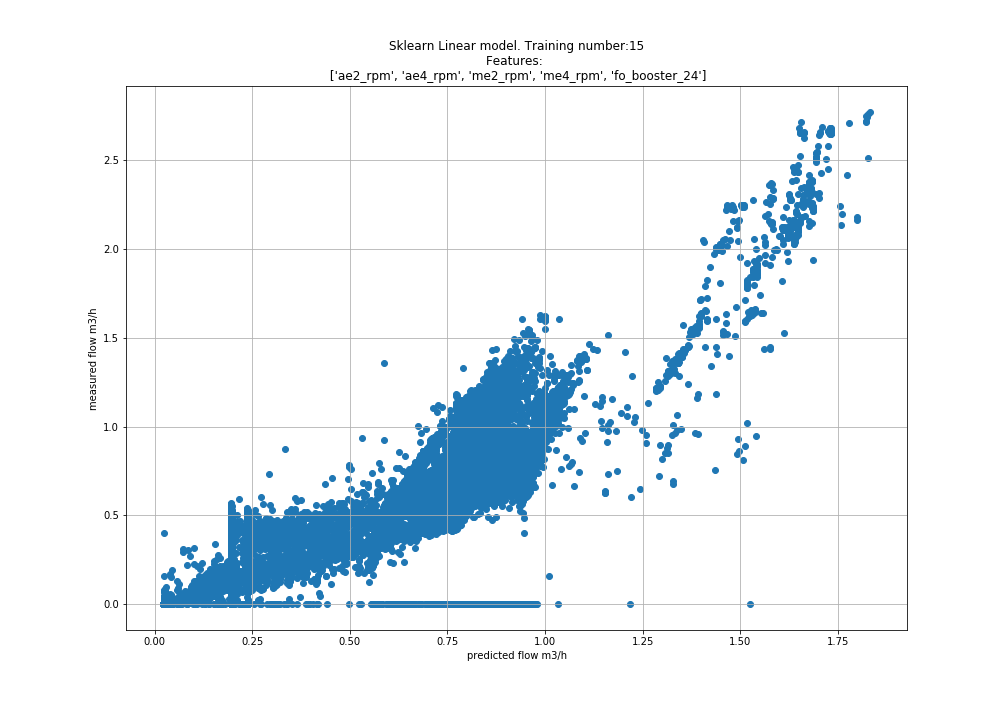 Sklearn Linear model. Training number:15
Features:
['ae2_rpm', 'ae4_rpm', 'me2_rpm', 'me4_rpm', 'fo_booster_24']
measured flow m3/h
2.5
2.0
1.5
1.0
0.5
0.0
0.00 0.25 0.50 0.75 1.00 1.25 1.50 1.75
predicted flow m3/h